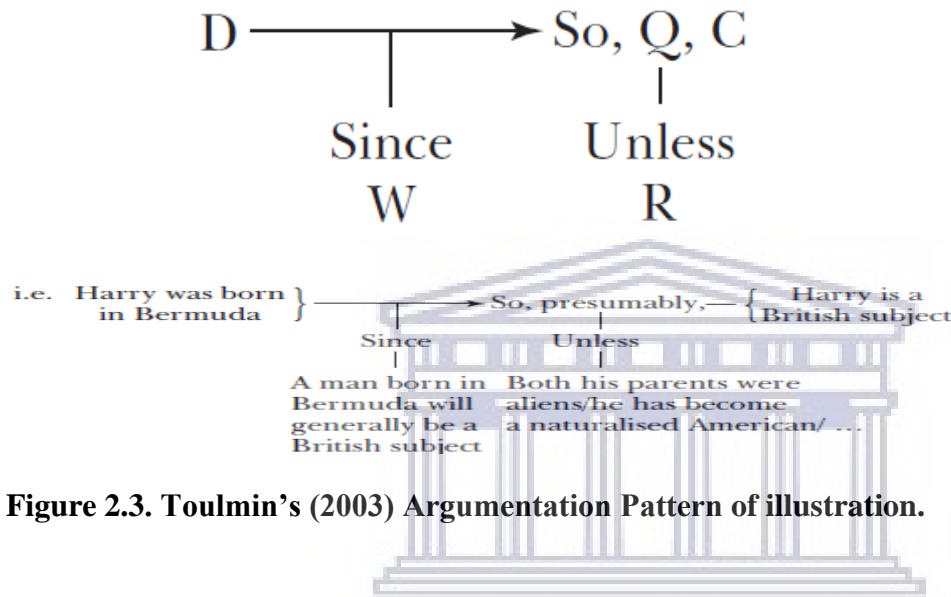 D So, Q, C
Since Unless
W R
i.e. Harry was born } So, presumably, { Harry is a
in Bermuda British subject
Since Unless
A man born in Both his parents were
Bermuda will aliens/he has become
generally be a a naturalised American/ ...
British subject
Figure 2.3. Toulmin's (2003) Argumentation Pattern of illustration.